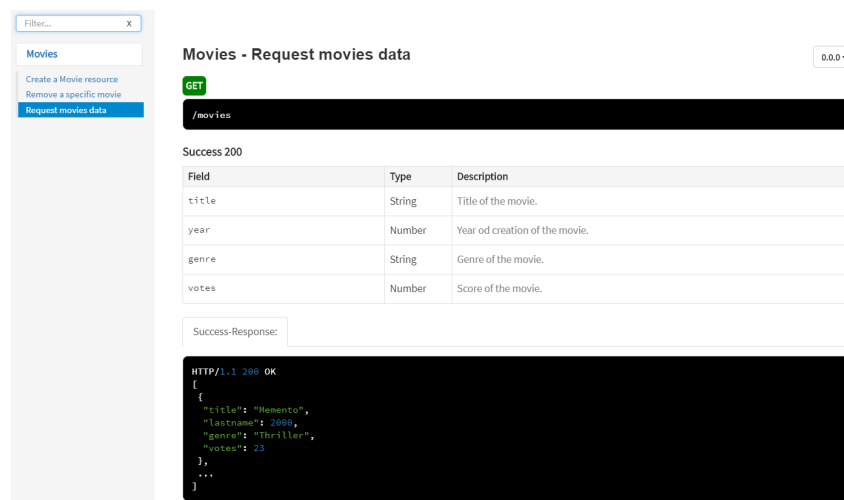 Filter...
x
Movies
Create a Movie resource
Remove a specific movie
Request movies data
Movies - Request movies data
0.0.0
GET
/movies
Success 200
Field Type Description
title String Title of the movie.
year Number Year od creation of the movie.
genre String Genre of the movie.
votes Number Score of the movie.
Success-Response:
HTTP/1.1 200 OK
[
{
"title": "Memento",
"lastname": 2000,
"genre": "Thriller",
"votes": 23
},
...
]